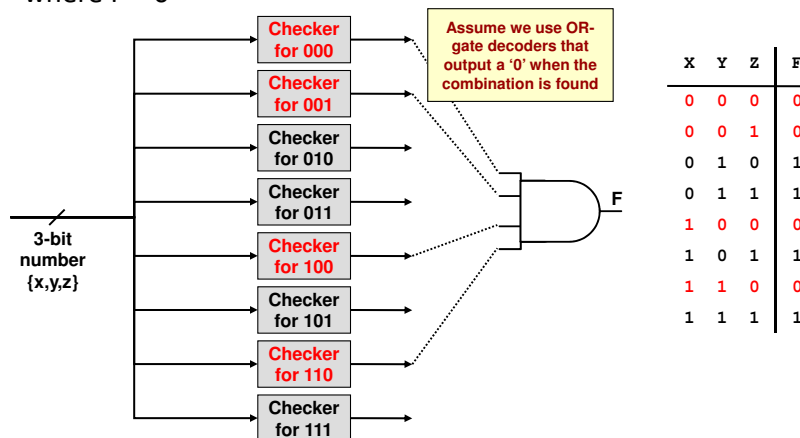 Checker
for 000
Checker
for 001
Checker
for 010
Checker
for 011
Checker
for 100
Checker
for 101
Checker
for 110
Checker
for 111
3-bit
number
{x,y,z}
Assume we use OR-
gate decoders that
output a ‘0’ when the
combination is found
F
X Y Z F
0 0 0 0
0 0 1 0
0 1 0 1
0 1 1 1
1 0 0 0
1 0 1 1
1 1 0 0
1 1 1 1